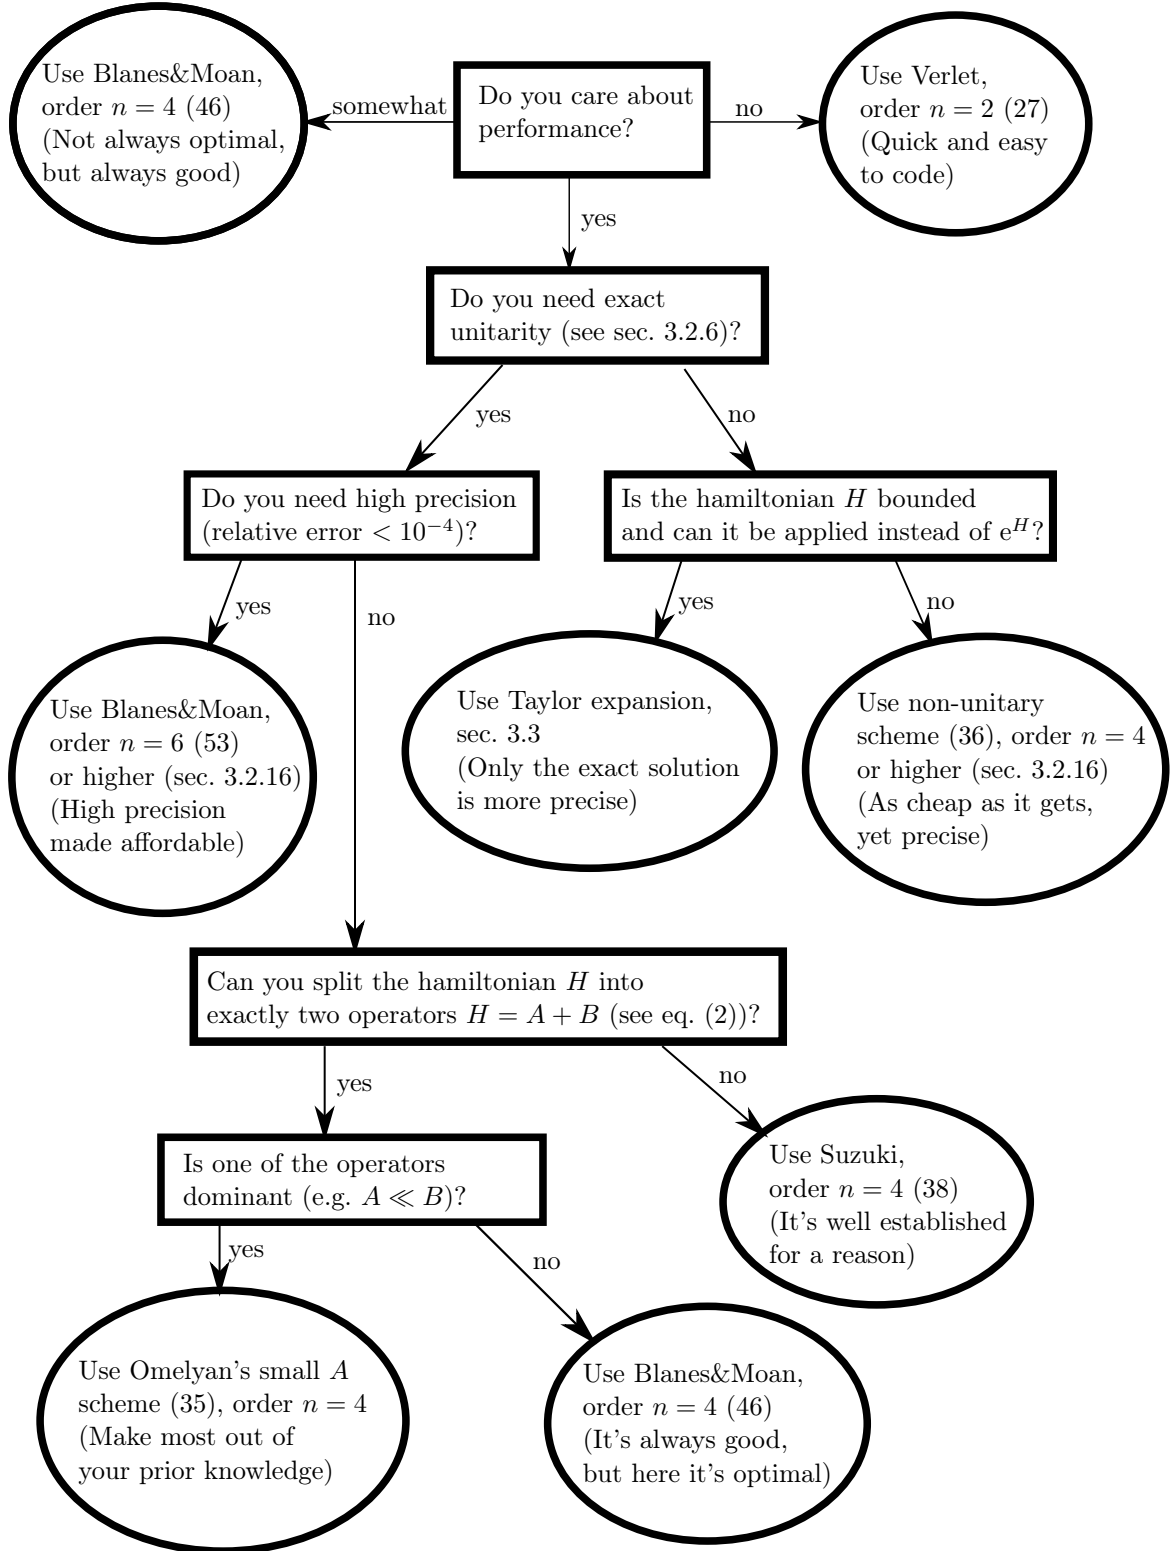 Use Blanes&Moan,
order n = 4 (46)
(Not always optimal,
but always good)
somewhat
Do you care about
performance?
no
Use Verlet,
order n = 2 (27)
(Quick and easy
to code)
yes
Do you need exact
unitarity (see sec. 3.2.6)?
yes
no
Do you need high precision
(relative error < 10⁻⁴)?
Is the hamiltonian H bounded
and can it be applied instead of eᴴ?
yes
no
yes
no
Use Blanes&Moan,
order n = 6 (53)
or higher (sec. 3.2.16)
(High precision
made affordable)
Use Taylor expansion,
sec. 3.3
(Only the exact solution
is more precise)
Use non-unitary
scheme (36), order n = 4
or higher (sec. 3.2.16)
(As cheap as it gets,
yet precise)
Can you split the hamiltonian H into
exactly two operators H = A + B (see eq. (2))?
yes
no
Is one of the operators
dominant (e.g. A ≪ B)?
Use Suzuki,
order n = 4 (38)
(It's well established
for a reason)
yes
no
Use Omelyan's small A
scheme (35), order n = 4
(Make most out of
your prior knowledge)
Use Blanes&Moan,
order n = 4 (46)
(It's always good,
but here it's optimal)